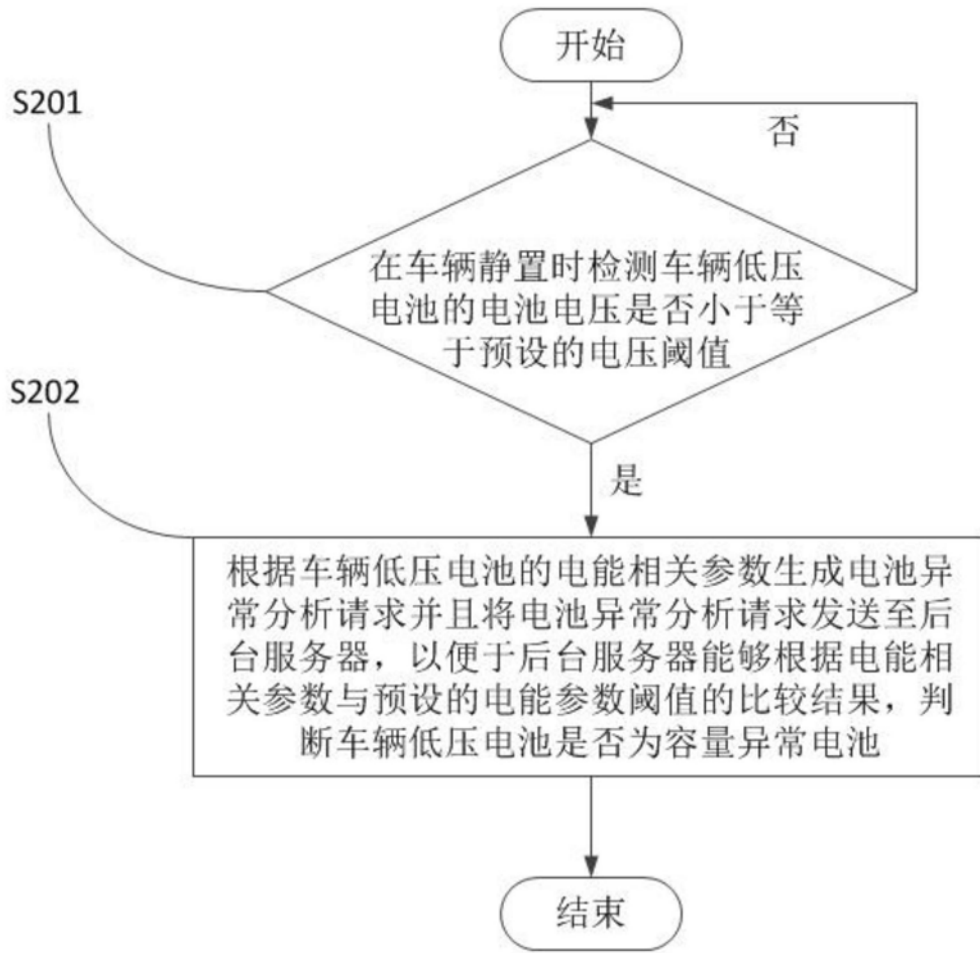 开始
S201
否
在车辆静置时检测车辆低压
电池的电池电压是否小于等
于预设的电压阈值
S202
是
根据车辆低压电池的电能相关参数生成电池异
常分析请求并且将电池异常分析请求发送至后
台服务器，以便于后台服务器能够根据电能相
关参数与预设的电能参数阈值的比较结果，判
断车辆低压电池是否为容量异常电池
结束